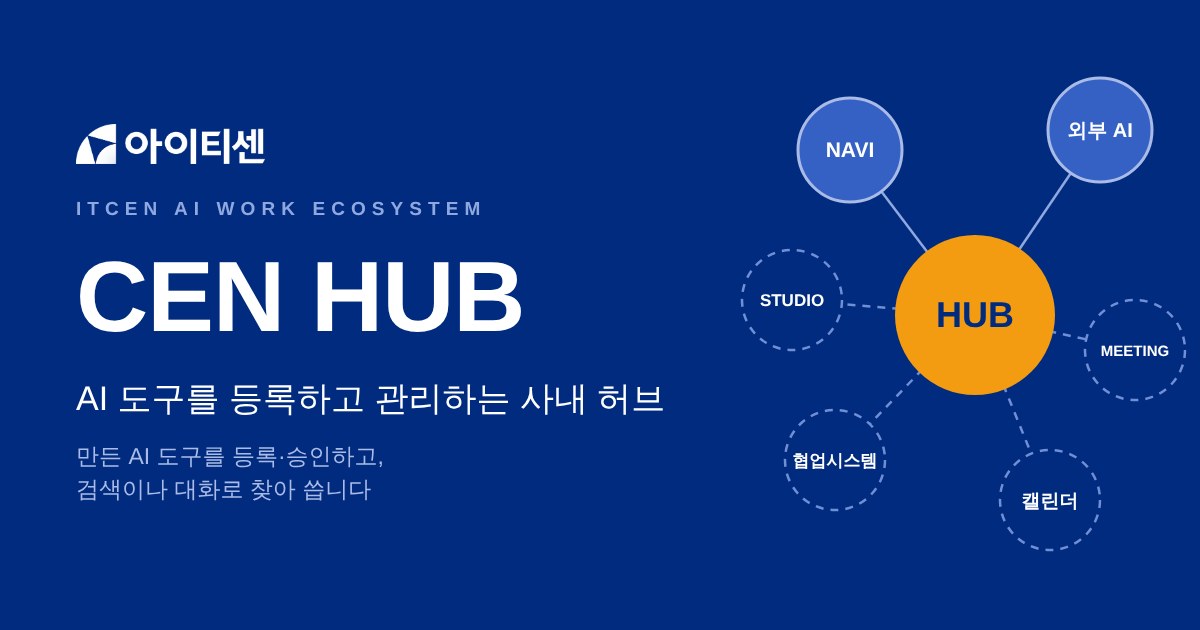 아이티센
ITCEN AI WORK ECOSYSTEM
CEN HUB
AI 도구를 등록하고 관리하는 사내 허브
만든 AI 도구를 등록·승인하고,
검색이나 대화로 찾아 씁니다
NAVI
외부 AI
STUDIO
HUB
MEETING
협업시스템
캘린더